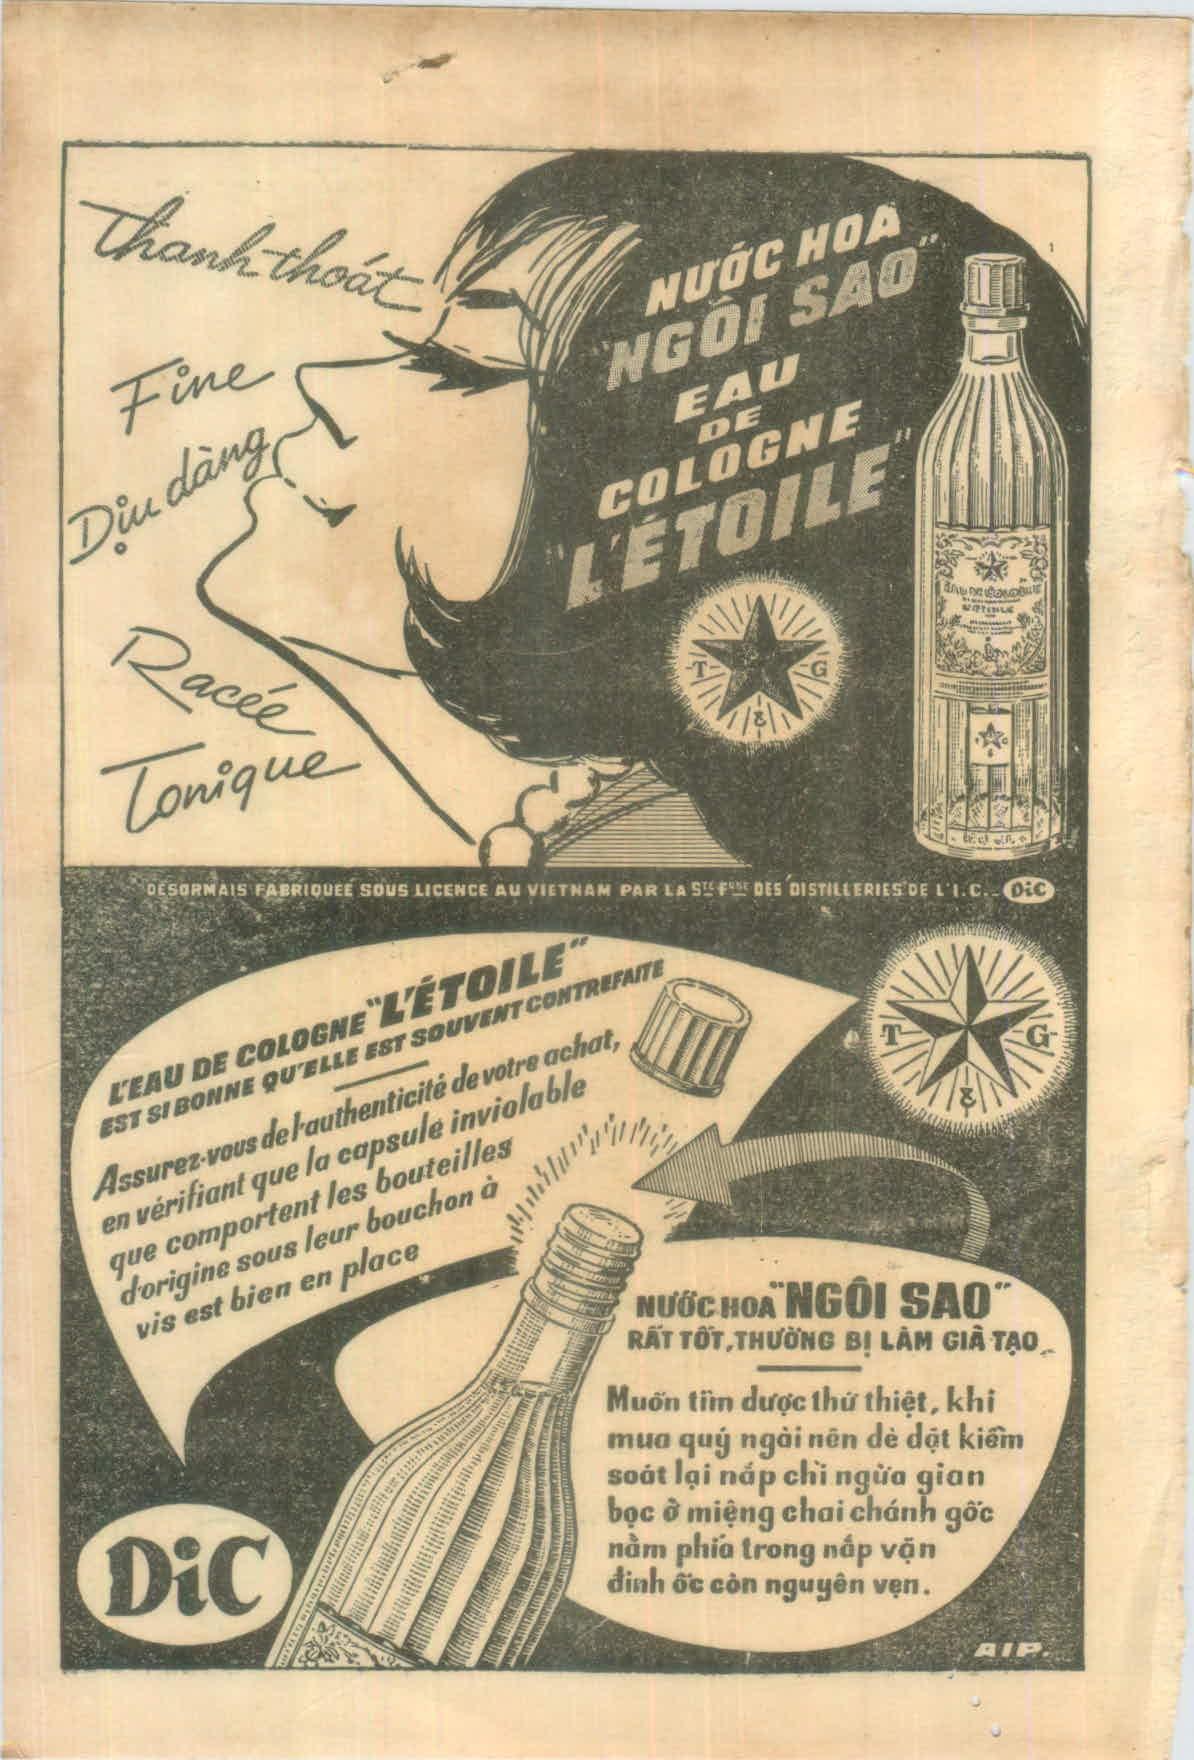 Thanh-thoát
Fine
Dịu dàng
Racée
Tonique
NƯỚC HOA
"NGÔI SAO"
EAU
DE
COLOGNE
"L'ÉTOILE"
T G
&
DESORMAIS FABRIQUEE SOUS LICENCE AU VIETNAM PAR LA STÉ FSE DES DISTILLERIES DE L'I.C._ DiC
L'EAU DE COLOGNE "L'ÉTOILE"
EST SI BONNE QU'ELLE EST SOUVENT CONTREFAITE
Assurez-vous de l'authenticité de votre achat,
en vérifiant que la capsule inviolable
que comportent les bouteilles
d'origine sous leur bouchon à
vis est bien en place
T G
&
NƯỚC HOA "NGÔI SAO"
RẤT TỐT, THƯỜNG BỊ LÀM GIẢ TẠO
Muốn tìm được thứ thiệt, khi
mua quý ngài nên dè dặt kiểm
soát lại nắp chì ngừa gian
bọc ở miệng chai chánh gốc
nằm phía trong nắp vặn
đinh ốc còn nguyên vẹn.
DiC
AIP.